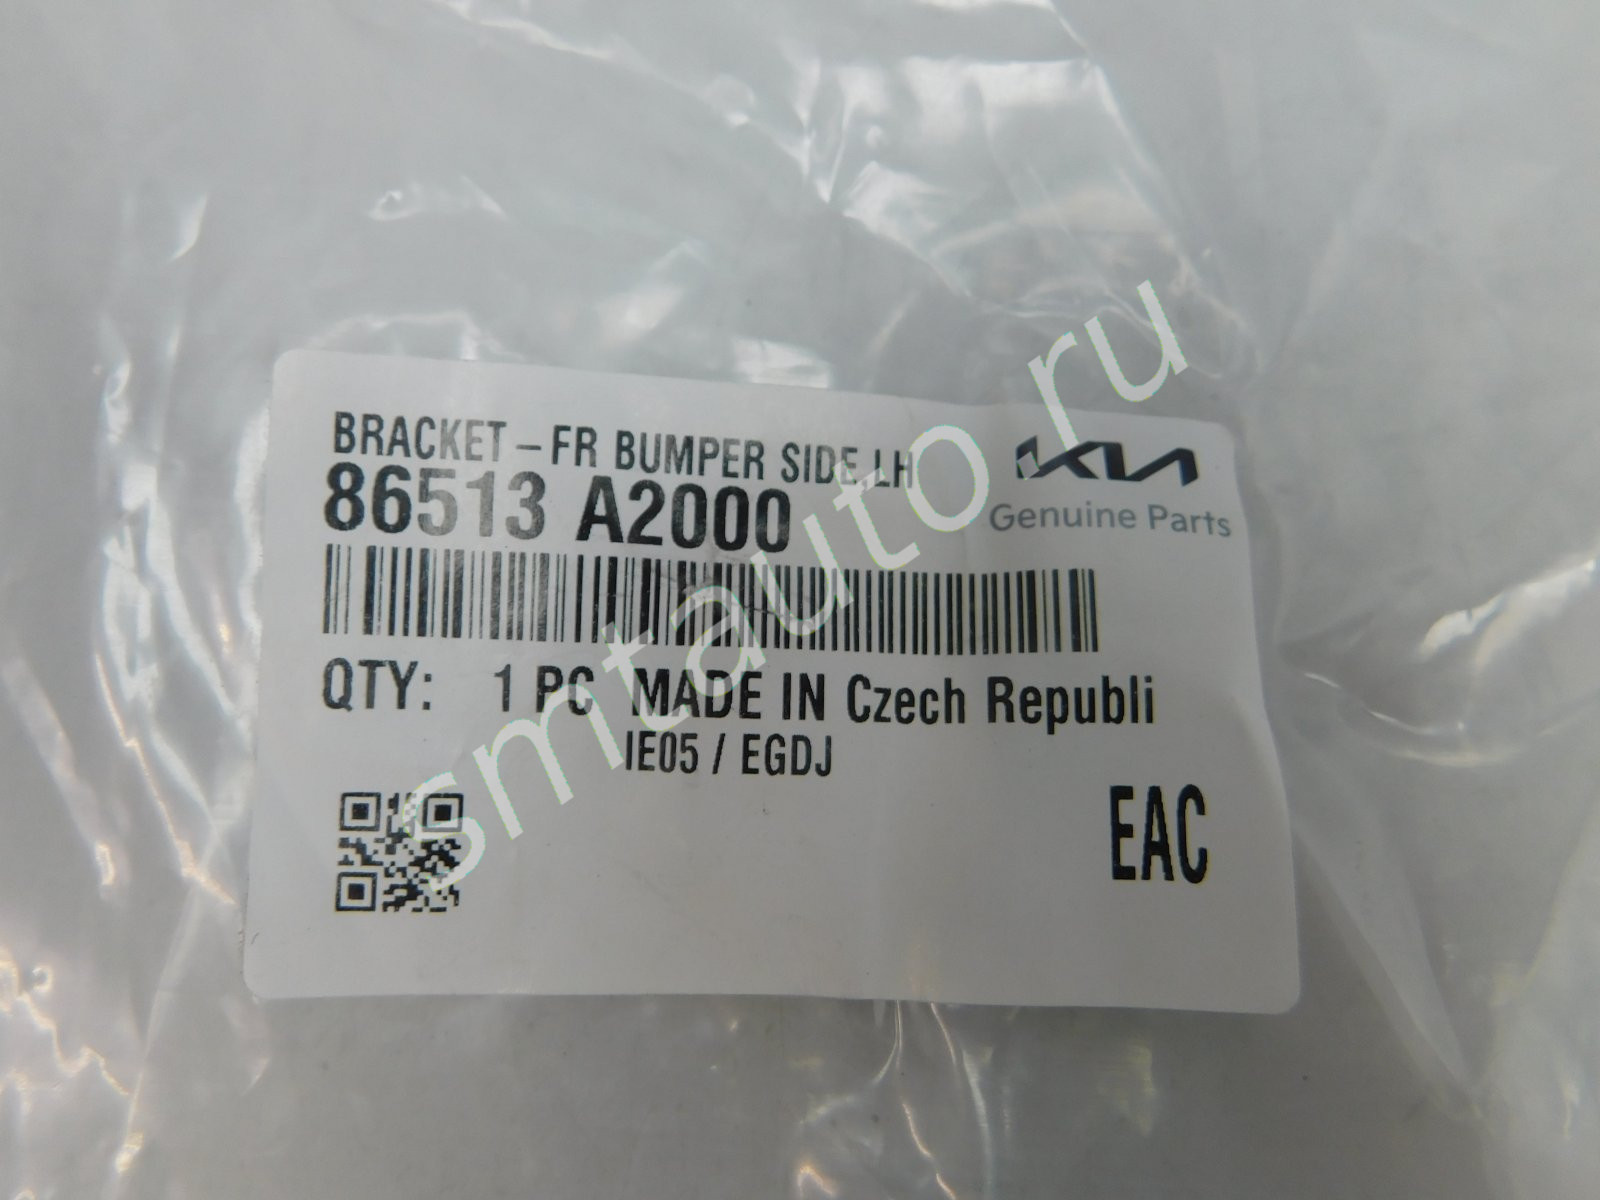 BRACKET-FR BUMPER SIDE,LH
86513 A2000
KIA
Genuine Parts
QTY: 1 PC MADE IN Czech Republi
IE05 / EGDJ
EAC
smtauto.ru